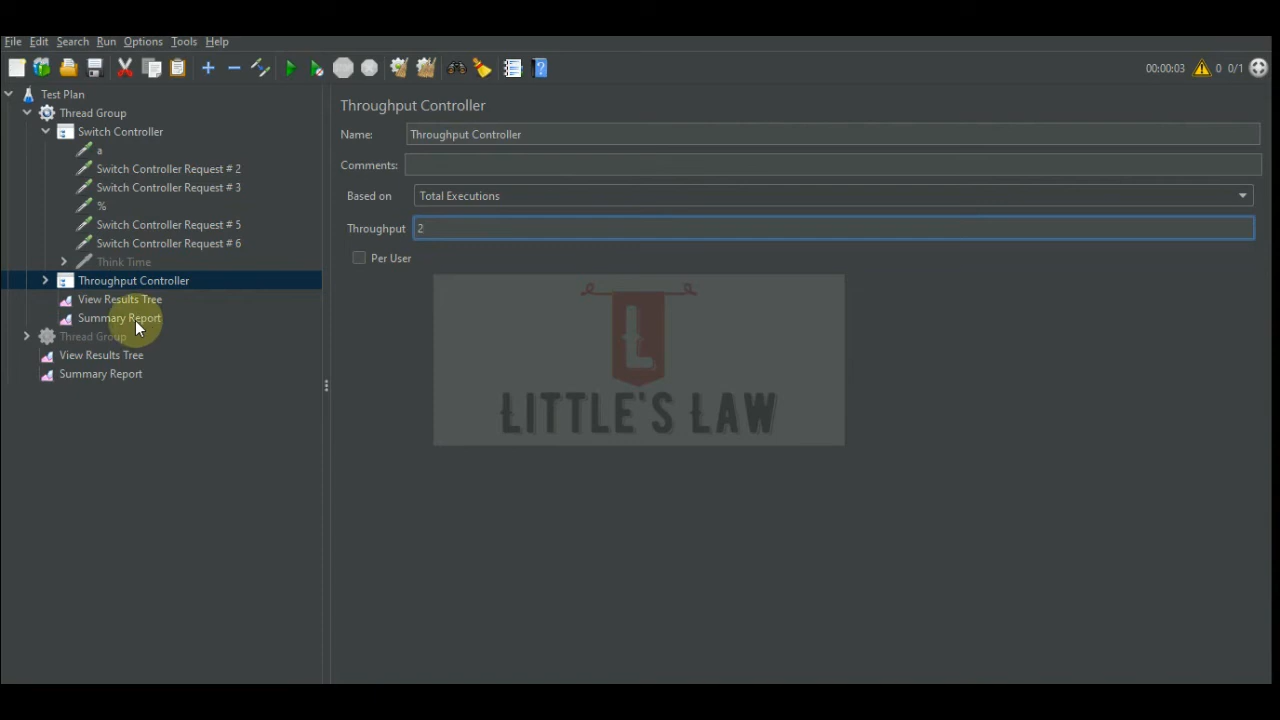 File Edit Search Run Options Tools Help
00:00:03 0 0/1
Test Plan
Thread Group
Switch Controller
a
Switch Controller Request # 2
Switch Controller Request # 3
%
Switch Controller Request # 5
Switch Controller Request # 6
Think Time
Throughput Controller
View Results Tree
Summary Report
Thread Group
View Results Tree
Summary Report
Throughput Controller
Name: Throughput Controller
Comments:
Based on Total Executions
Throughput 2
Per User
L
LITTLE'S LAW